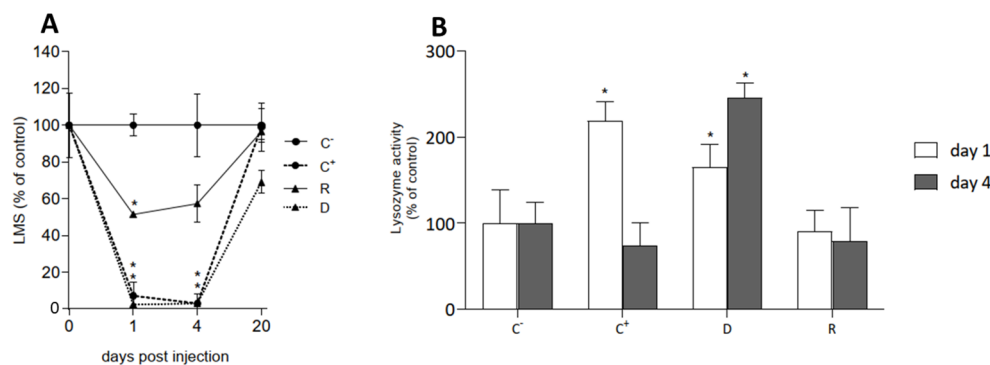 A
LMS (% of control)
140
120
100
80
60
40
20
0
*
*
*
*
*
0
1
4
20
days post injection
C-
C+
R
D
B
Lysozyme activity
(% of control)
300
200
100
0
*
*
*
C-
C+
D
R
day 1
day 4